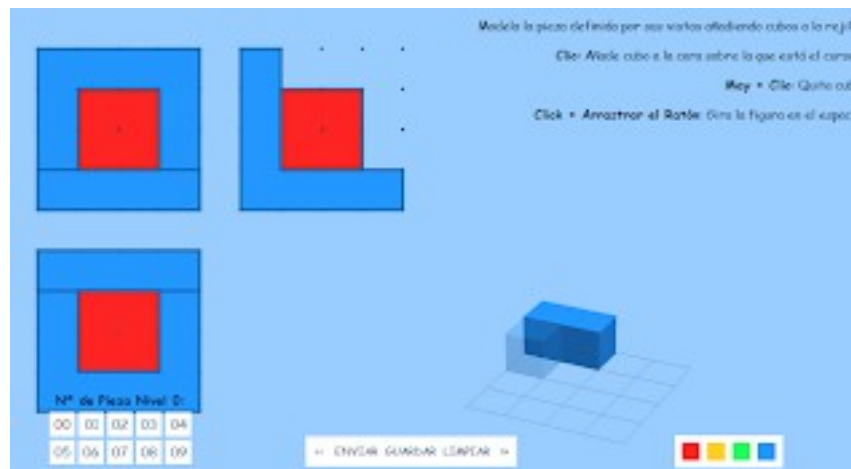 Modela la pieza definida por sus vistas añadiendo cubos a la reji
Clic: Añade cubo a la cara sobre la que está el curso
May + Clic: Quita cub
Click + Arrastrar el Ratón: Gira la figura en el espac
Nº de Pieza Nivel 0:
00 01 02 03 04
05 06 07 08 09
ENVIAR GUARDAR LIMPIAR